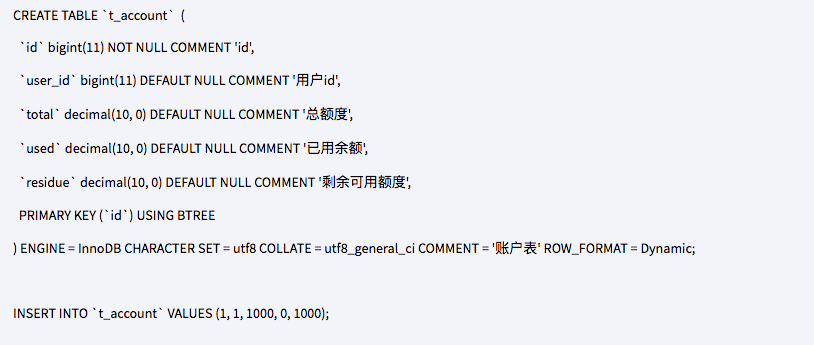 CREATE TABLE `t_account`  (
`id` bigint(11) NOT NULL COMMENT 'id',
`user_id` bigint(11) DEFAULT NULL COMMENT '用户id',
`total` decimal(10, 0) DEFAULT NULL COMMENT '总额度',
`used` decimal(10, 0) DEFAULT NULL COMMENT '已用余额',
`residue` decimal(10, 0) DEFAULT NULL COMMENT '剩余可用额度',
PRIMARY KEY (`id`) USING BTREE
) ENGINE = InnoDB CHARACTER SET = utf8 COLLATE = utf8_general_ci COMMENT = '账户表' ROW_FORMAT = Dynamic;
INSERT INTO `t_account` VALUES (1, 1, 1000, 0, 1000);